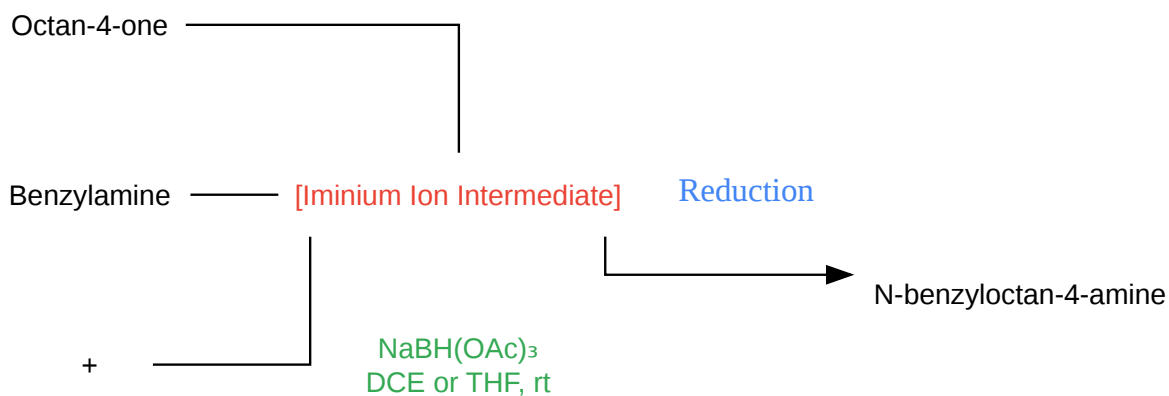 Octan-4-one
Benzylamine
[Iminium Ion Intermediate]
Reduction
N-benzyloctan-4-amine
+
NaBH(OAc)₃
DCE or THF, rt